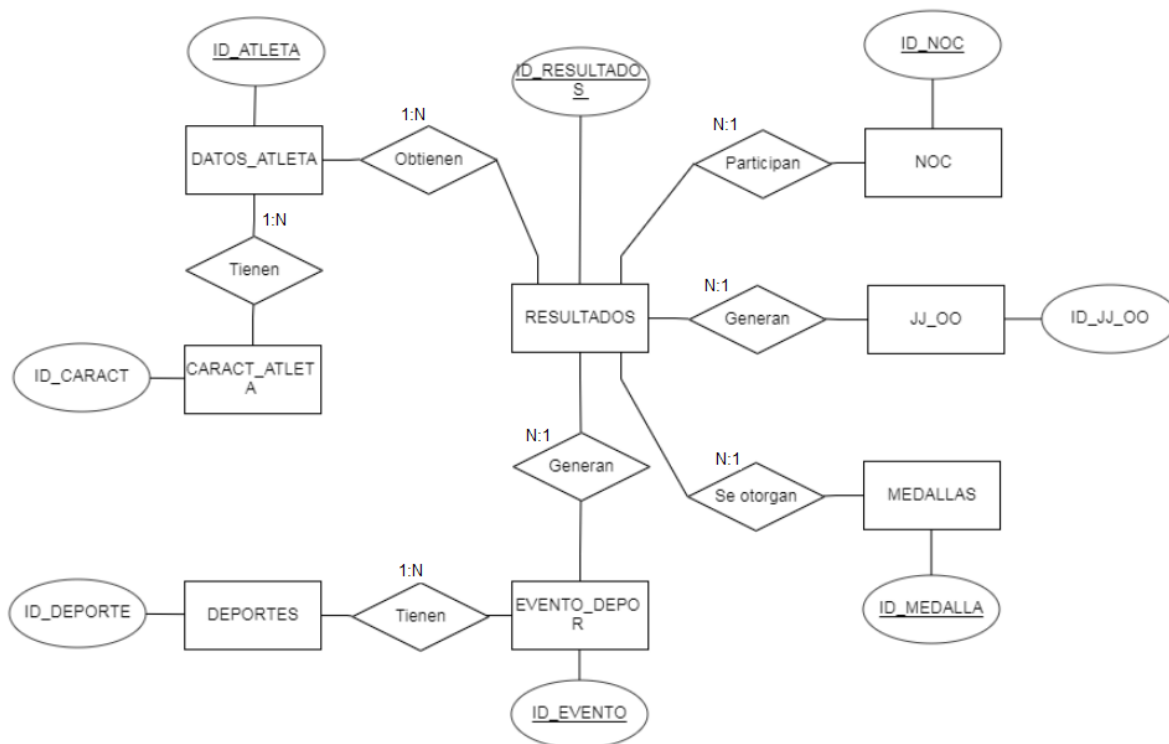 ID_ATLETA
ID_RESULTADO
S
ID_NOC
1:N
N:1
DATOS_ATLETA
Obtienen
Participan
NOC
1:N
Tienen
N:1
RESULTADOS
Generan
JJ_OO
ID_JJ_OO
ID_CARACT
CARACT_ATLET
A
N:1
Generan
N:1
Se otorgan
MEDALLAS
1:N
ID_DEPORTE
DEPORTES
Tienen
EVENTO_DEPO
R
ID_MEDALLA
ID_EVENTO